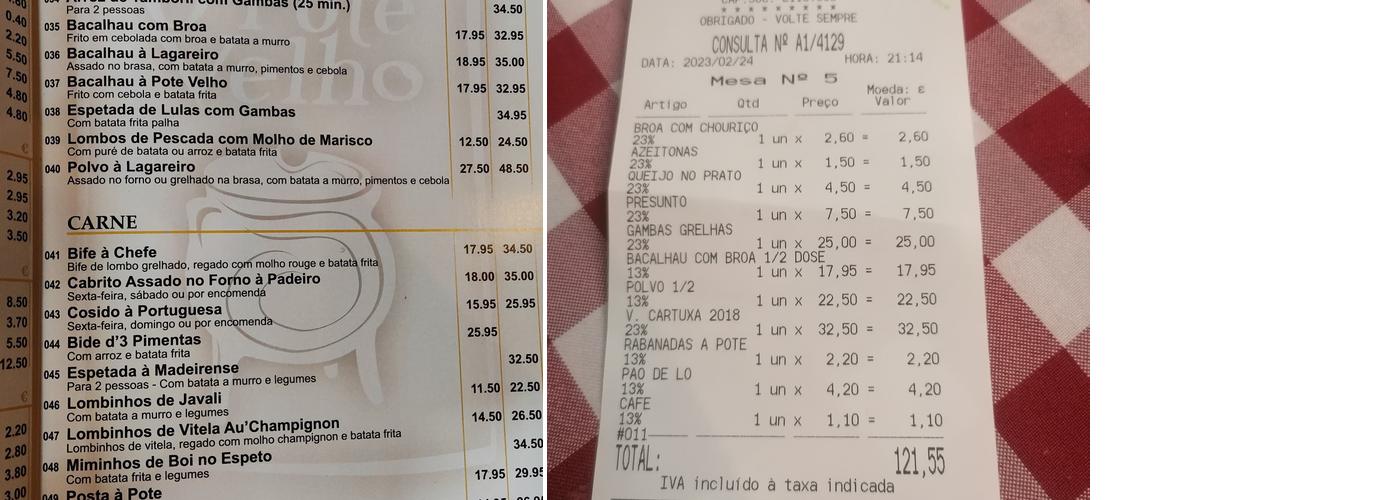 .80
0.40
2.20
5.50
7.50
4.80
4.80
€
2.95
2.95
3.20
3.50
€
8.50
3.70
5.50
12.50
€
2.20
2.80
3.80
3.00
com Gambas (25 min.)
Para 2 pessoas 34.50
035 Bacalhau com Broa
Frito em cebolada com broa e batata a murro 17.95 32.95
036 Bacalhau à Lagareiro
Assado no brasa, com batata a murro, pimentos e cebola 18.95 35.00
037 Bacalhau à Pote Velho
Frito com cebola e batata frita 17.95 32.95
038 Espetada de Lulas com Gambas
Com batata frita palha 34.95
039 Lombos de Pescada com Molho de Marisco
Com puré de batata ou arroz e batata frita 12.50 24.50
040 Polvo à Lagareiro
Assado no forno ou grelhado na brasa, com batata a murro, pimentos e cebola 27.50 48.50
CARNE
041 Bife à Chefe 17.95 34.50
Bife de lombo grelhado, regado com molho rouge e batata frita
042 Cabrito Assado no Forno à Padeiro 18.00 35.00
Sexta-feira, sábado ou por encomenda
043 Cosido à Portuguesa 15.95 25.95
Sexta-feira, domingo ou por encomenda
044 Bide d'3 Pimentas 25.95
Com arroz e batata frita
045 Espetada à Madeirense 32.50
Para 2 pessoas - Com batata a murro e legumes
046 Lombinhos de Javali 11.50 22.50
Com batata a murro e legumes
047 Lombinhos de Vitela Au'Champignon 14.50 26.50
Lombinhos de vitela, regado com molho champignon e batata frita
048 Miminhos de Boi no Espeto 34.50
Com batata frita e legumes
049 Posta à Pote 17.95 29.95
Pote
elho
* * * * * * * * *
OBRIGADO - VOLTE SEMPRE
CONSULTA Nº A1/4129
DATA: 2023/02/24 HORA: 21:14
Mesa Nº 5
Moeda: £
Artigo Qtd Preço Valor
BROA COM CHOURIÇO
23% 1 un x 2,60 = 2,60
AZEITONAS
23% 1 un x 1,50 = 1,50
QUEIJO NO PRATO
23% 1 un x 4,50 = 4,50
PRESUNTO
23% 1 un x 7,50 = 7,50
GAMBAS GRELHAS
23% 1 un x 25,00 = 25,00
BACALHAU COM BROA 1/2 DOSE
13% 1 un x 17,95 = 17,95
POLVO 1/2
13% 1 un x 22,50 = 22,50
V. CARTUXA 2018
23% 1 un x 32,50 = 32,50
RABANADAS A POTE
13% 1 un x 2,20 = 2,20
PAO DE LO
13% 1 un x 4,20 = 4,20
CAFE
13% 1 un x 1,10 = 1,10
#011
TOTAL: 121,55
IVA incluído à taxa indicada